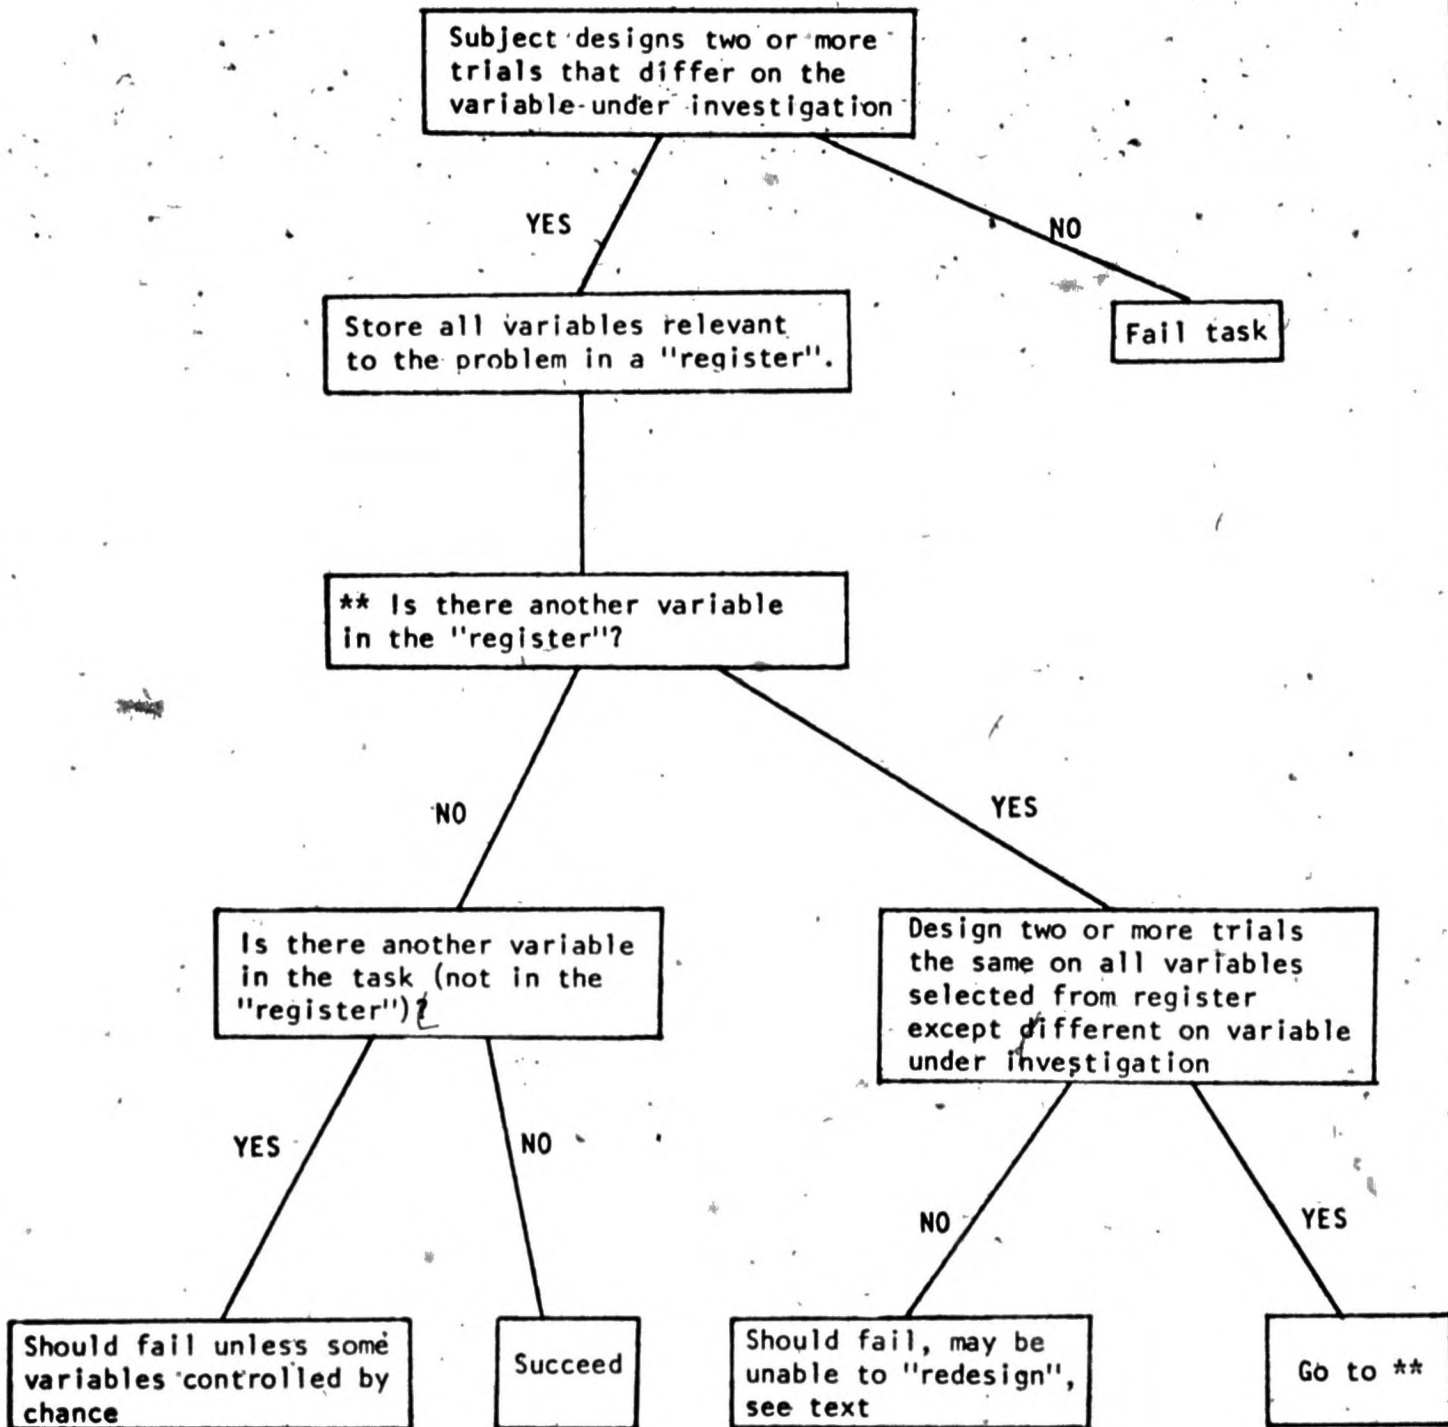 Subject designs two or more
trials that differ on the
variable under investigation
YES
NO
Store all variables relevant
to the problem in a "register".
Fail task
** Is there another variable
in the "register"?
NO
YES
Is there another variable
in the task (not in the
"register")?
Design two or more trials
the same on all variables
selected from register
except different on variable
under investigation
YES
NO
NO
YES
Should fail unless some
variables controlled by
chance
Succeed
Should fail, may be
unable to "redesign",
see text
Go to **